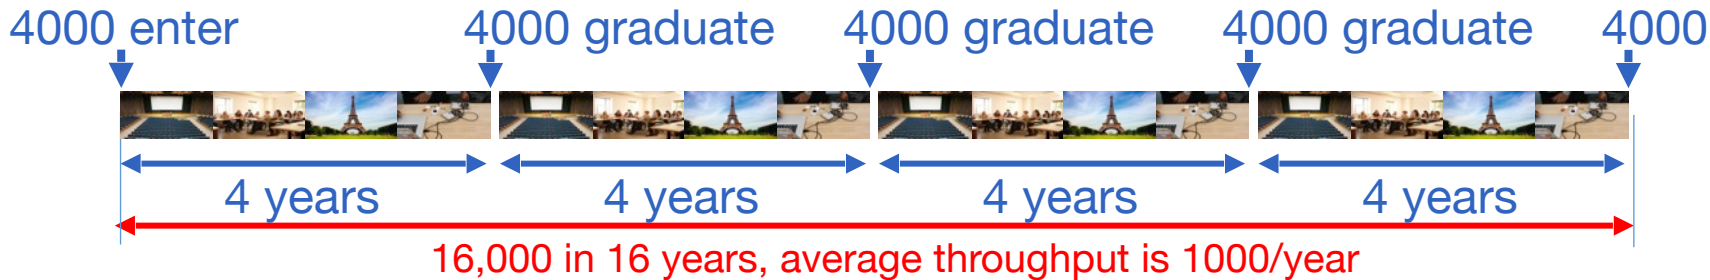 4000 enter 4000 graduate 4000 graduate 4000 graduate 4000
4 years 4 years 4 years 4 years
16,000 in 16 years, average throughput is 1000/year